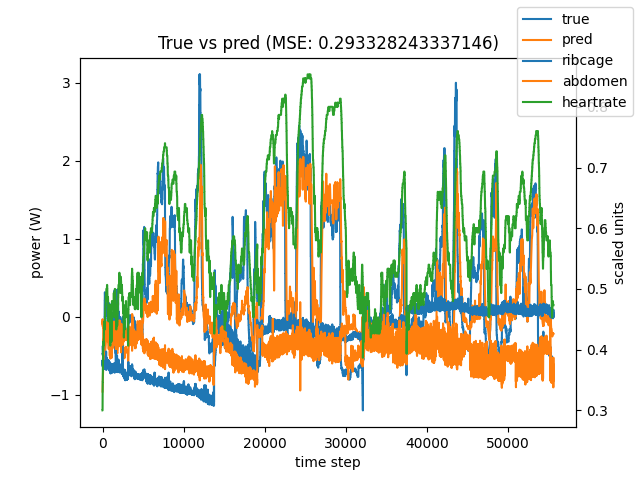 True vs pred (MSE: 0.293328243337146)
true
pred
ribcage
abdomen
heartrate
3
2
1
0
−1
power (W)
0.7
0.6
0.5
0.4
0.3
scaled units
0
10000
20000
30000
40000
50000
time step